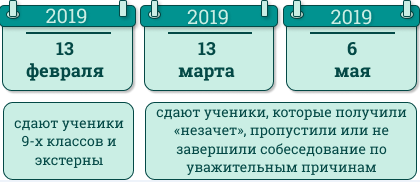 2019 2019 2019
13 13 6
февраля марта мая
сдают ученики
9-х классов и
экстерны
сдают ученики, которые получили
«незачет», пропустили или не
завершили собеседование по
уважительным причинам